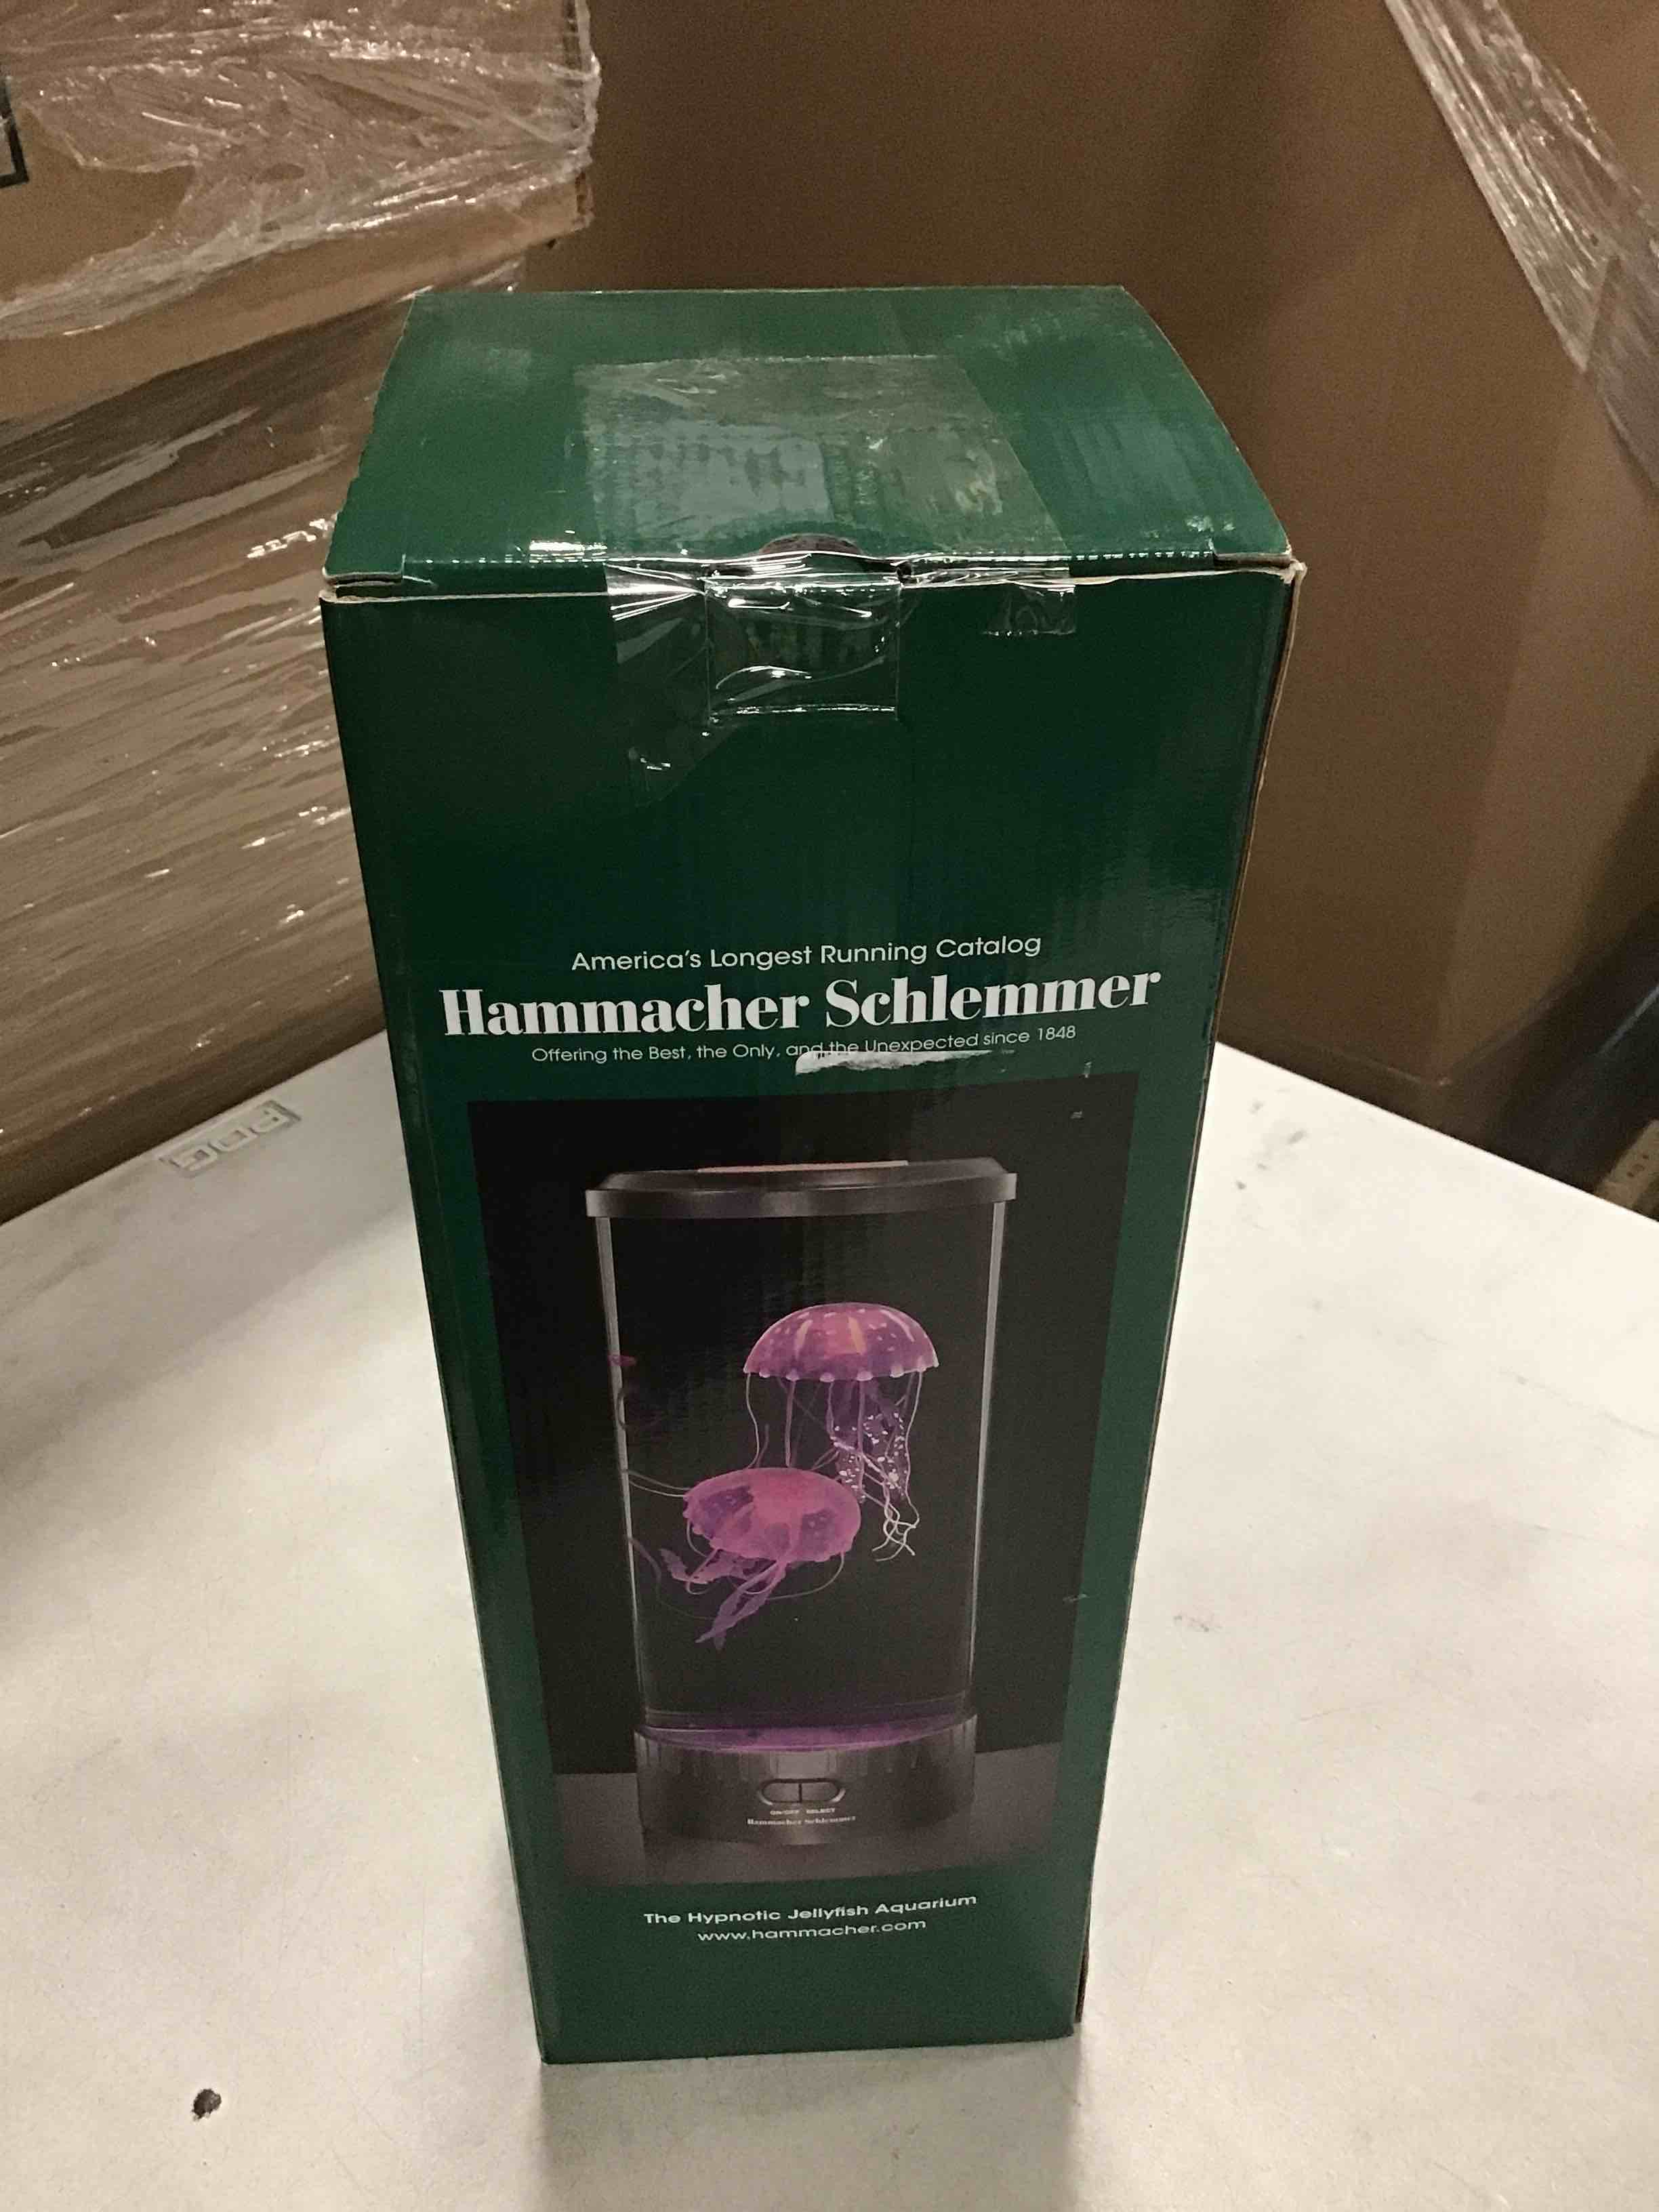 America's Longest Running Catalog
Hammacher Schlemmer
Offering the Best, the Only, and the Unexpected since 1848
ON/OFF SELECT
Hammacher Schlemmer
The Hypnotic Jellyfish Aquarium
www.hammacher.com